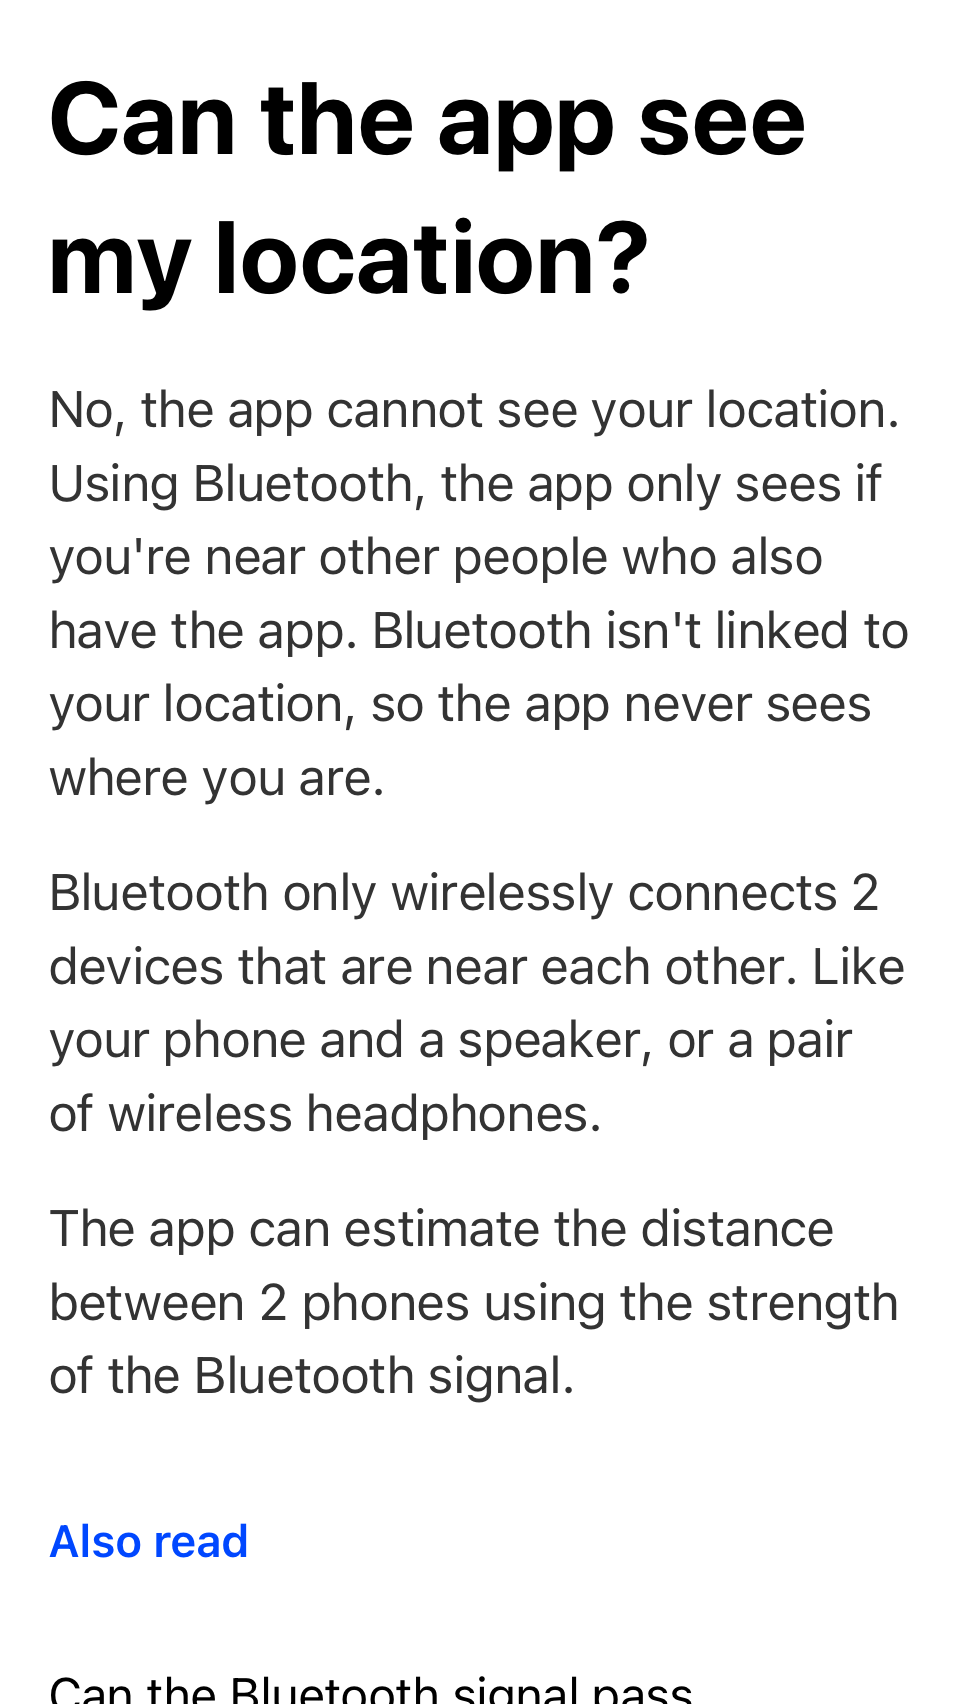 Can the app see
my location?
No, the app cannot see your location.
Using Bluetooth, the app only sees if
you're near other people who also
have the app. Bluetooth isn't linked to
your location, so the app never sees
where you are.
Bluetooth only wirelessly connects 2
devices that are near each other. Like
your phone and a speaker, or a pair
of wireless headphones.
The app can estimate the distance
between 2 phones using the strength
of the Bluetooth signal.
Also read
Can the Bluetooth signal pass